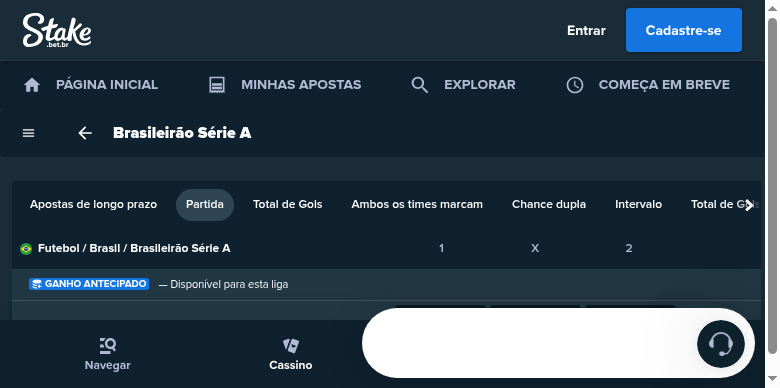 Stake
.bet.br
Entrar
Cadastre-se
PÁGINA INICIAL
MINHAS APOSTAS
EXPLORAR
COMEÇA EM BREVE
Brasileirão Série A
Apostas de longo prazo
Partida
Total de Gols
Ambos os times marcam
Chance dupla
Intervalo
Total de Gols
Futebol / Brasil / Brasileirão Série A
1
X
2
GANHO ANTECIPADO — Disponível para esta liga
Navegar
Cassino